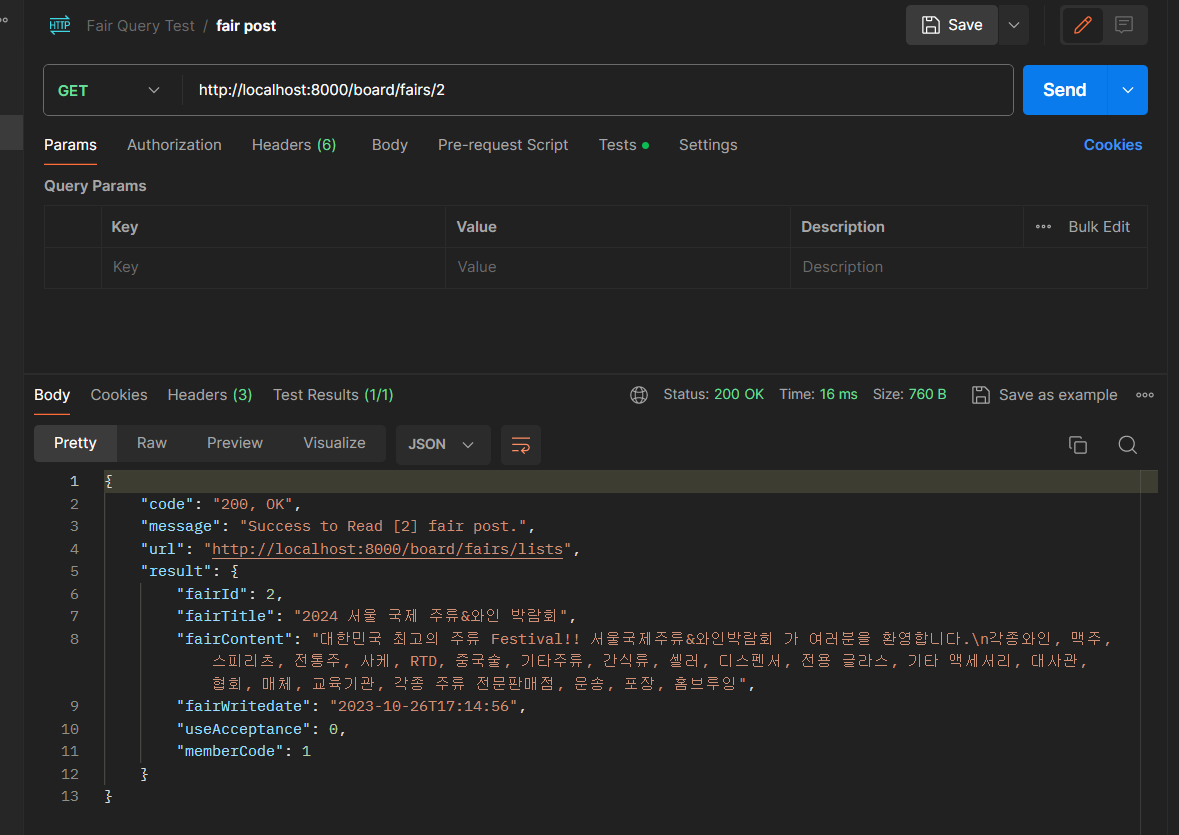 HTTP Fair Query Test / fair post Save
GET http://localhost:8000/board/fairs/2 Send
Params Authorization Headers (6) Body Pre-request Script Tests Settings Cookies
Query Params
Key Value Description Bulk Edit
Key Value Description
Body Cookies Headers (3) Test Results (1/1) Status: 200 OK Time: 16 ms Size: 760 B Save as example
Pretty Raw Preview Visualize JSON
1 {
2 "code": "200, OK",
3 "message": "Success to Read [2] fair post.",
4 "url": "http://localhost:8000/board/fairs/lists",
5 "result": {
6 "fairId": 2,
7 "fairTitle": "2024 서울 국제 주류&와인 박람회",
8 "fairContent": "대한민국 최고의 주류 Festival!! 서울국제주류&와인박람회 가 여러분을 환영합니다.\n각종와인, 맥주,
스피리츠, 전통주, 사케, RTD, 중국술, 기타주류, 간식류, 셀러, 디스펜서, 전용 글라스, 기타 액세서리, 대사관,
협회, 매체, 교육기관, 각종 주류 전문판매점, 운송, 포장, 홈브루잉",
9 "fairWritedate": "2023-10-26T17:14:56",
10 "useAcceptance": 0,
11 "memberCode": 1
12 }
13 }